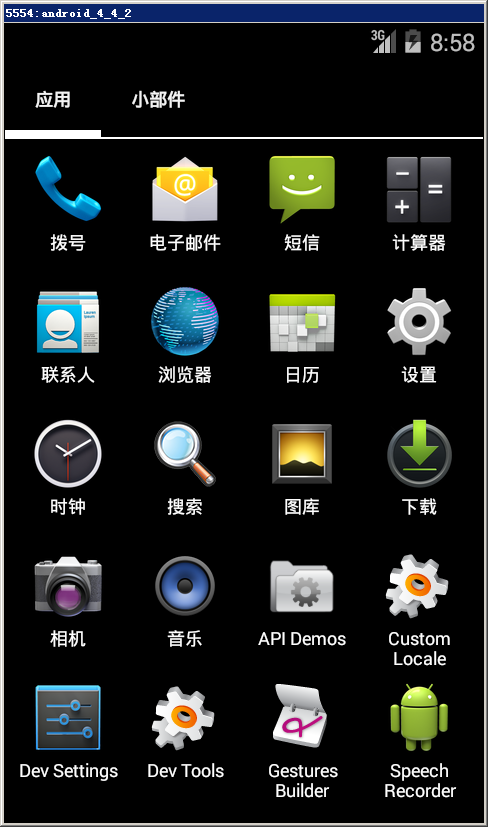 5554:android_4_4_2
3G 8:58
应用 小部件
拨号 电子邮件 短信 计算器
联系人 浏览器 日历 设置
时钟 搜索 图库 下载
相机 音乐 API Demos Custom
Locale
Dev Settings Dev Tools Gestures Speech
Builder Recorder